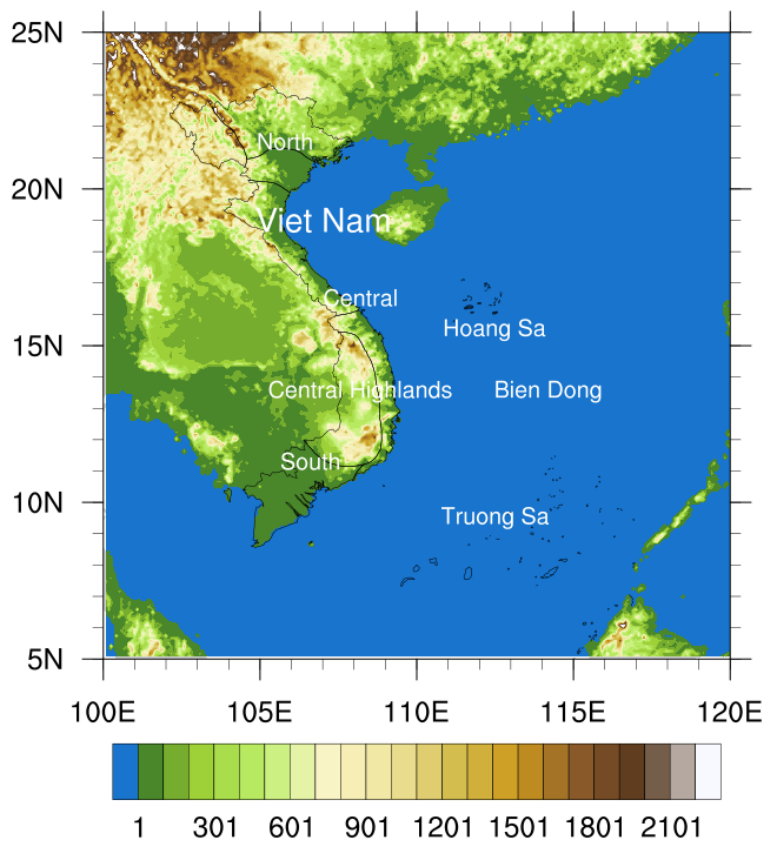 25N
North
20N
Viet Nam
Central
Hoang Sa
15N
Central Highlands
Bien Dong
South
10N
Truong Sa
5N
100E 105E 110E 115E 120E
1 301 601 901 1201 1501 1801 2101